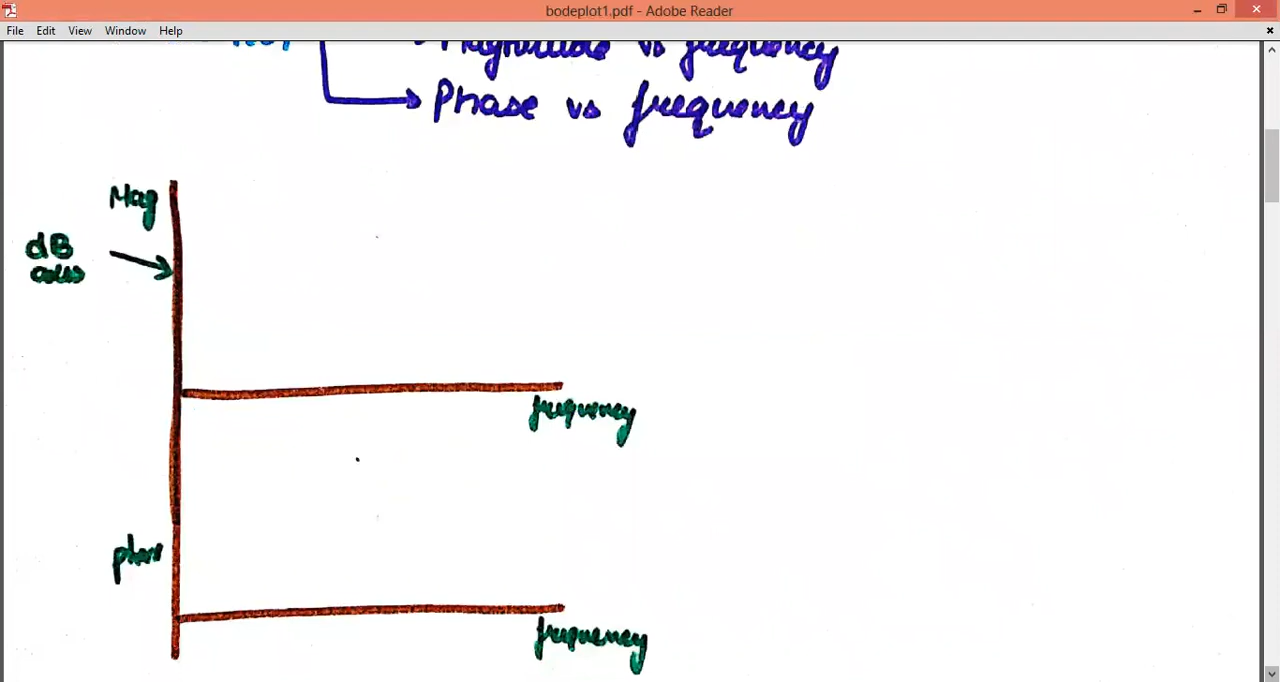 bodeplot1.pdf - Adobe Reader
File Edit View Window Help
Magnitude vs frequency
Phase vs frequency
Mag
dB
frequency
frequency